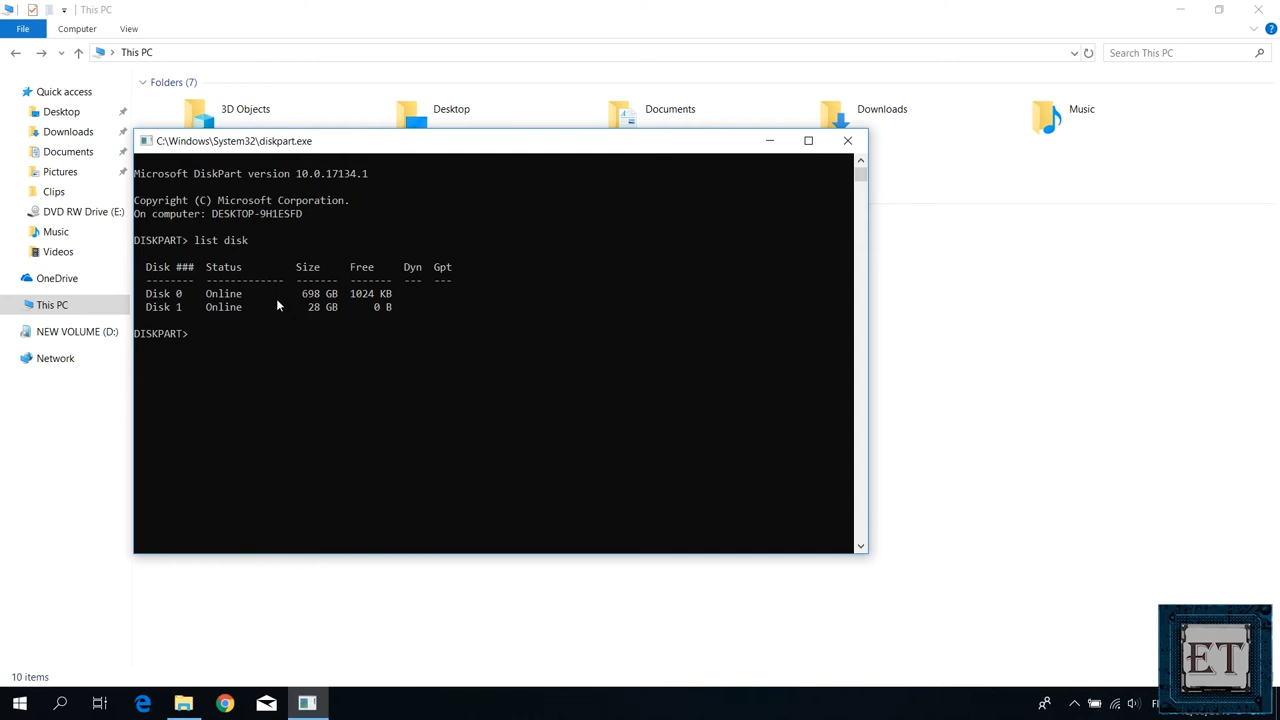 This PC
File Computer View
This PC
Search This PC
Quick access
Desktop
Downloads
Documents
Pictures
Clips
DVD RW Drive (E:)
Music
Videos
OneDrive
This PC
NEW VOLUME (D:)
Network
Folders (7)
3D Objects Desktop Documents Downloads Music
C:\Windows\System32\diskpart.exe
Microsoft DiskPart version 10.0.17134.1
Copyright (C) Microsoft Corporation.
On computer: DESKTOP-9H1ESFD
DISKPART> list disk
Disk ### Status Size Free Dyn Gpt
-------- ------------- ------- ------- --- ---
Disk 0 Online 698 GB 1024 KB
Disk 1 Online 28 GB 0 B
DISKPART>
10 items
ET